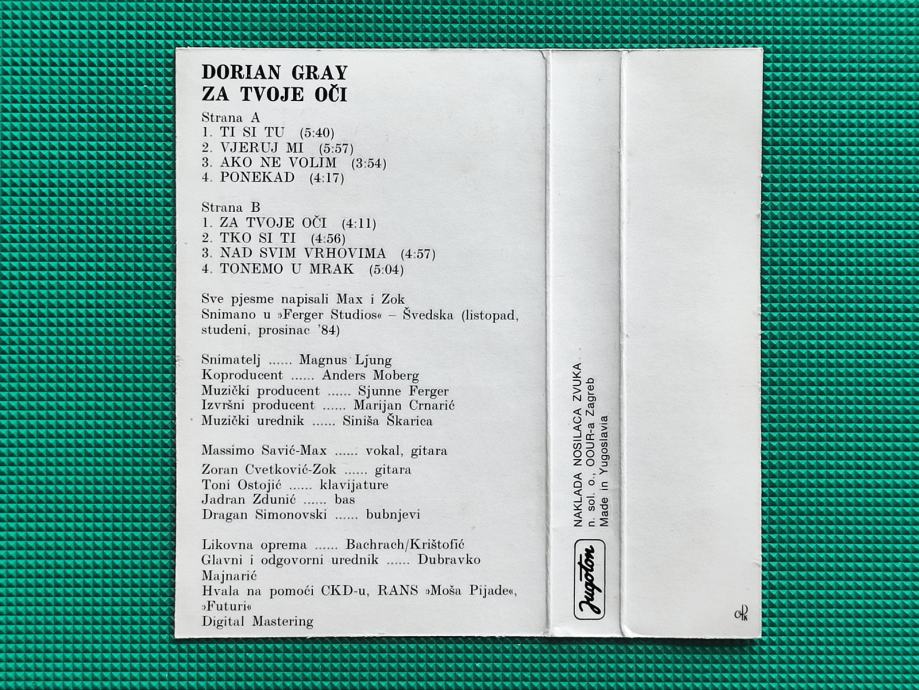 DORIAN GRAY
ZA TVOJE OČI
Strana A
1. TI SI TU (5:40)
2. VJERUJ MI (5:57)
3. AKO NE VOLIM (3:54)
4. PONEKAD (4:17)
Strana B
1. ZA TVOJE OČI (4:11)
2. TKO SI TI (4:56)
3. NAD SVIM VRHOVIMA (4:57)
4. TONEMO U MRAK (5:04)
Sve pjesme napisali Max i Zok
Snimano u »Ferger Studios« – Švedska (listopad,
studeni, prosinac '84)
Snimatelj ...... Magnus Ljung
Koproducent ...... Anders Moberg
Muzički producent ...... Sjunne Ferger
Izvršni producent ...... Marijan Crnarić
Muzički urednik ...... Siniša Škarica
Massimo Savić-Max ...... vokal, gitara
Zoran Cvetković-Zok ...... gitara
Toni Ostojić ...... klavijature
Jadran Zdunić ...... bas
Dragan Simonovski ...... bubnjevi
Likovna oprema ...... Bachrach/Krištofić
Glavni i odgovorni urednik ...... Dubravko
Majnarić
Hvala na pomoći CKD-u, RANS »Moša Pijade«,
»Futuri«
Digital Mastering
Jugoton
NAKLADA NOSILACA ZVUKA
n. sol. o., OOUR-a Zagreb
Made in Yugoslavia